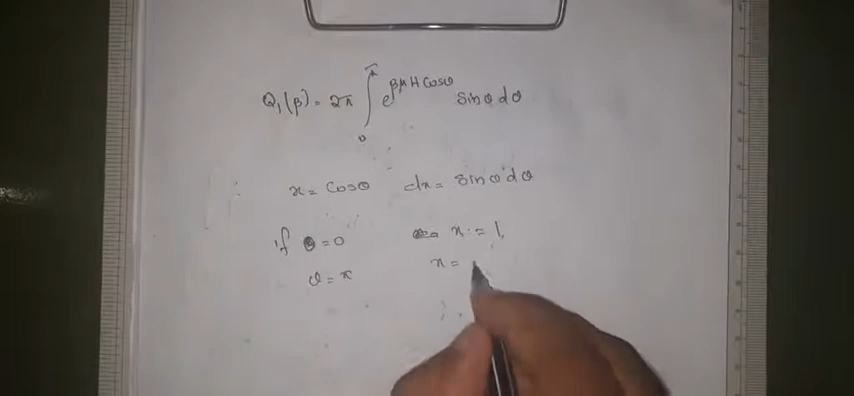 Q₁(β) = 2π ∫₀^π e^{βμH cosθ} sinθ dθ
x = cosθ dx = sinθ dθ
if θ = 0 x = 1,
θ = π x =